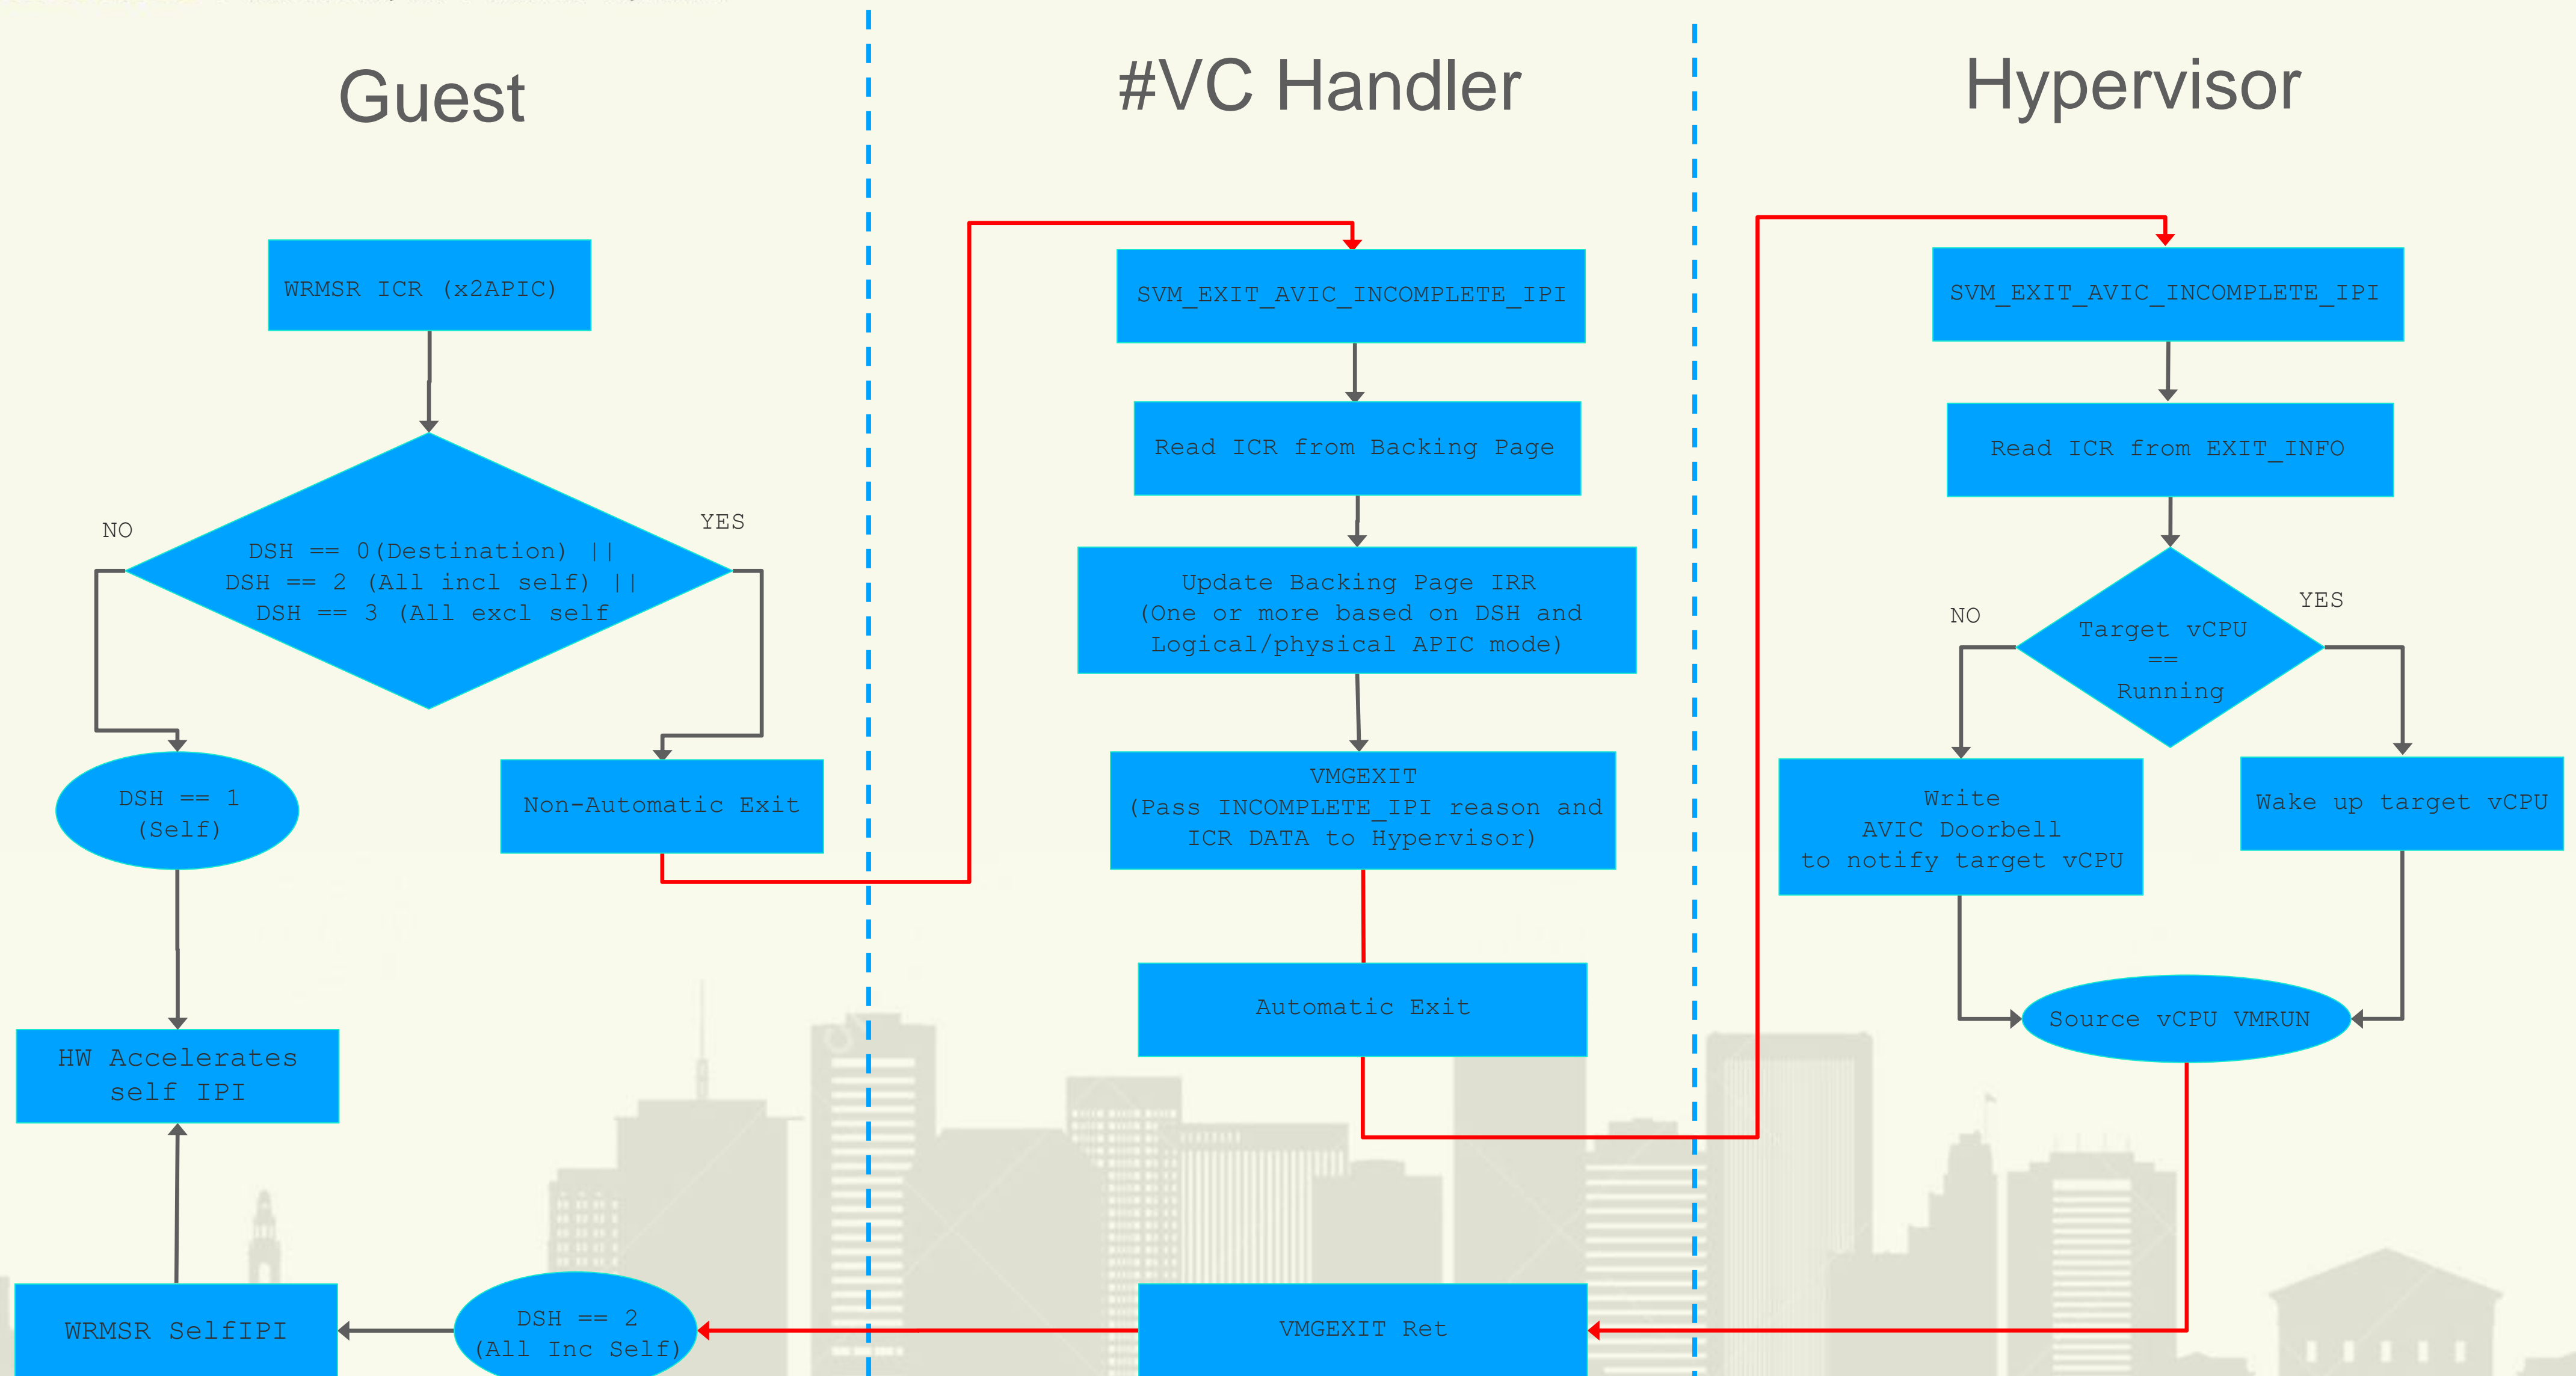 Guest
#VC Handler
Hypervisor
WRMSR ICR (x2APIC)
NO
YES
DSH == 0(Destination) ||
DSH == 2 (All incl self) ||
DSH == 3 (All excl self
DSH == 1
(Self)
Non-Automatic Exit
HW Accelerates
self IPI
WRMSR SelfIPI
DSH == 2
(All Inc Self)
SVM_EXIT_AVIC_INCOMPLETE_IPI
Read ICR from Backing Page
Update Backing Page IRR
(One or more based on DSH and
Logical/physical APIC mode)
VMGEXIT
(Pass INCOMPLETE_IPI reason and
ICR DATA to Hypervisor)
Automatic Exit
VMGEXIT Ret
SVM_EXIT_AVIC_INCOMPLETE_IPI
Read ICR from EXIT_INFO
NO
YES
Target vCPU
==
Running
Write
AVIC Doorbell
to notify target vCPU
Wake up target vCPU
Source vCPU VMRUN